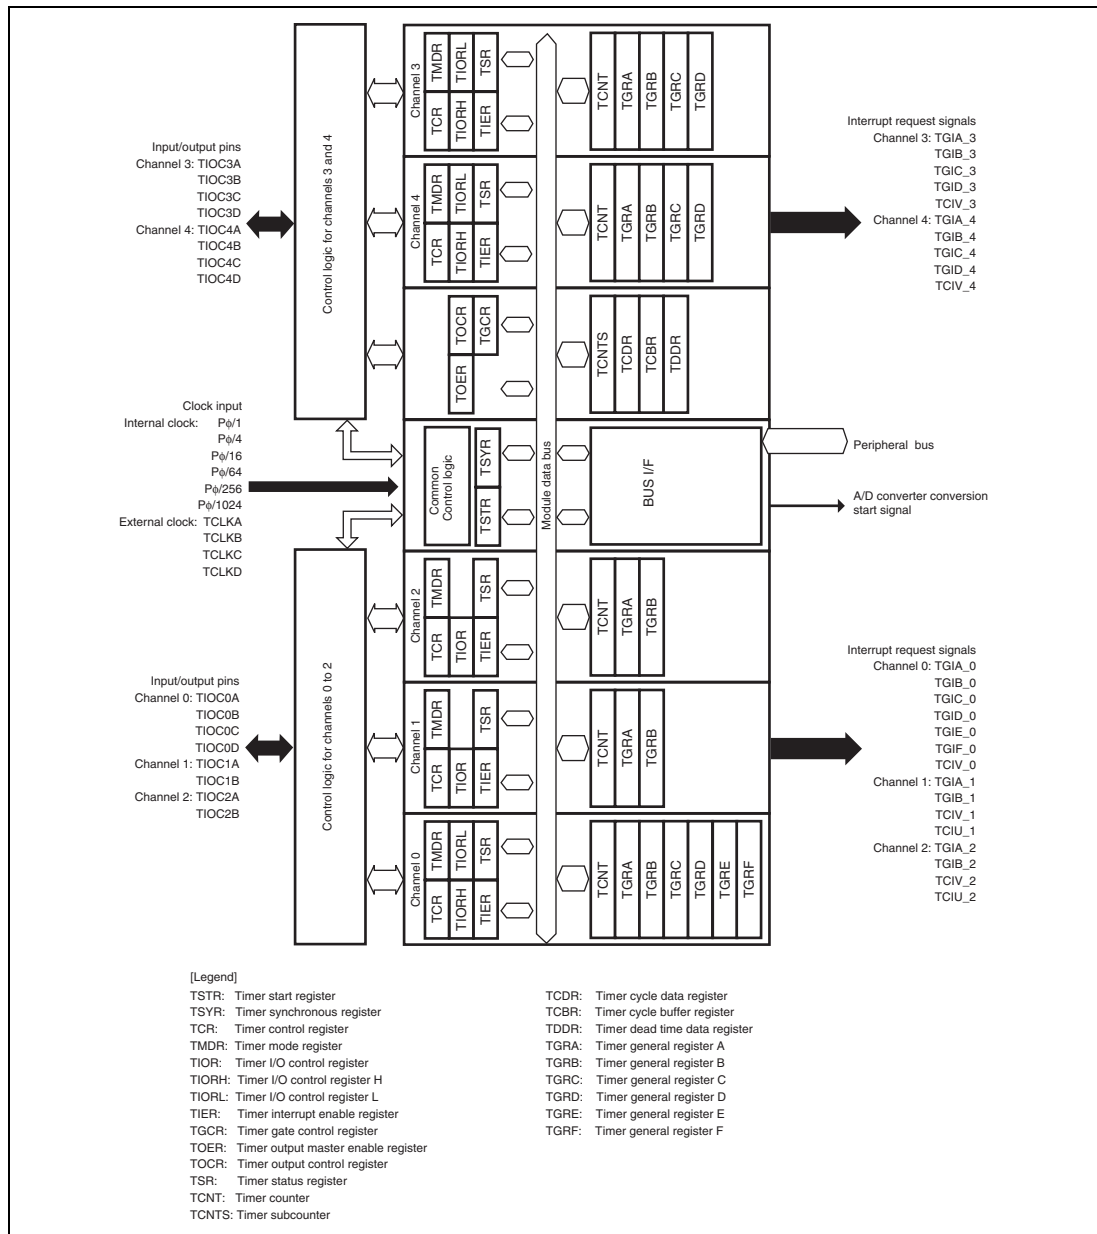 Input/output pins
Channel 3: TIOC3A
TIOC3B
TIOC3C
TIOC3D
Channel 4: TIOC4A
TIOC4B
TIOC4C
TIOC4D
Clock input
Internal clock: Pφ/1
Pφ/4
Pφ/16
Pφ/64
Pφ/256
Pφ/1024
External clock: TCLKA
TCLKB
TCLKC
TCLKD
Input/output pins
Channel 0: TIOC0A
TIOC0B
TIOC0C
TIOC0D
Channel 1: TIOC1A
TIOC1B
Channel 2: TIOC2A
TIOC2B
Control logic for channels 3 and 4
Control logic for channels 0 to 2
Channel 3
TMDR
TIORL
TSR
TCR
TIORH
TIER
TCNT
TGRA
TGRB
TGRC
TGRD
Channel 4
TMDR
TIORL
TSR
TCR
TIORH
TIER
TCNT
TGRA
TGRB
TGRC
TGRD
TOCR
TGCR
TOER
TCNTS
TCDR
TCBR
TDDR
Common
Control logic
TSYR
TSTR
Module data bus
BUS I/F
Channel 2
TMDR
TSR
TCR
TIOR
TIER
TCNT
TGRA
TGRB
Channel 1
TMDR
TSR
TCR
TIOR
TIER
TCNT
TGRA
TGRB
Channel 0
TMDR
TIORL
TSR
TCR
TIORH
TIER
TCNT
TGRA
TGRB
TGRC
TGRD
TGRE
TGRF
Interrupt request signals
Channel 3: TGIA_3
TGIB_3
TGIC_3
TGID_3
TCIV_3
Channel 4: TGIA_4
TGIB_4
TGIC_4
TGID_4
TCIV_4
Peripheral bus
A/D converter conversion
start signal
Interrupt request signals
Channel 0: TGIA_0
TGIB_0
TGIC_0
TGID_0
TGIE_0
TGIF_0
TCIV_0
Channel 1: TGIA_1
TGIB_1
TCIV_1
TCIU_1
Channel 2: TGIA_2
TGIB_2
TCIV_2
TCIU_2
[Legend]
TSTR: Timer start register
TSYR: Timer synchronous register
TCR: Timer control register
TMDR: Timer mode register
TIOR: Timer I/O control register
TIORH: Timer I/O control register H
TIORL: Timer I/O control register L
TIER: Timer interrupt enable register
TGCR: Timer gate control register
TOER: Timer output master enable register
TOCR: Timer output control register
TSR: Timer status register
TCNT: Timer counter
TCNTS: Timer subcounter
TCDR: Timer cycle data register
TCBR: Timer cycle buffer register
TDDR: Timer dead time data register
TGRA: Timer general register A
TGRB: Timer general register B
TGRC: Timer general register C
TGRD: Timer general register D
TGRE: Timer general register E
TGRF: Timer general register F